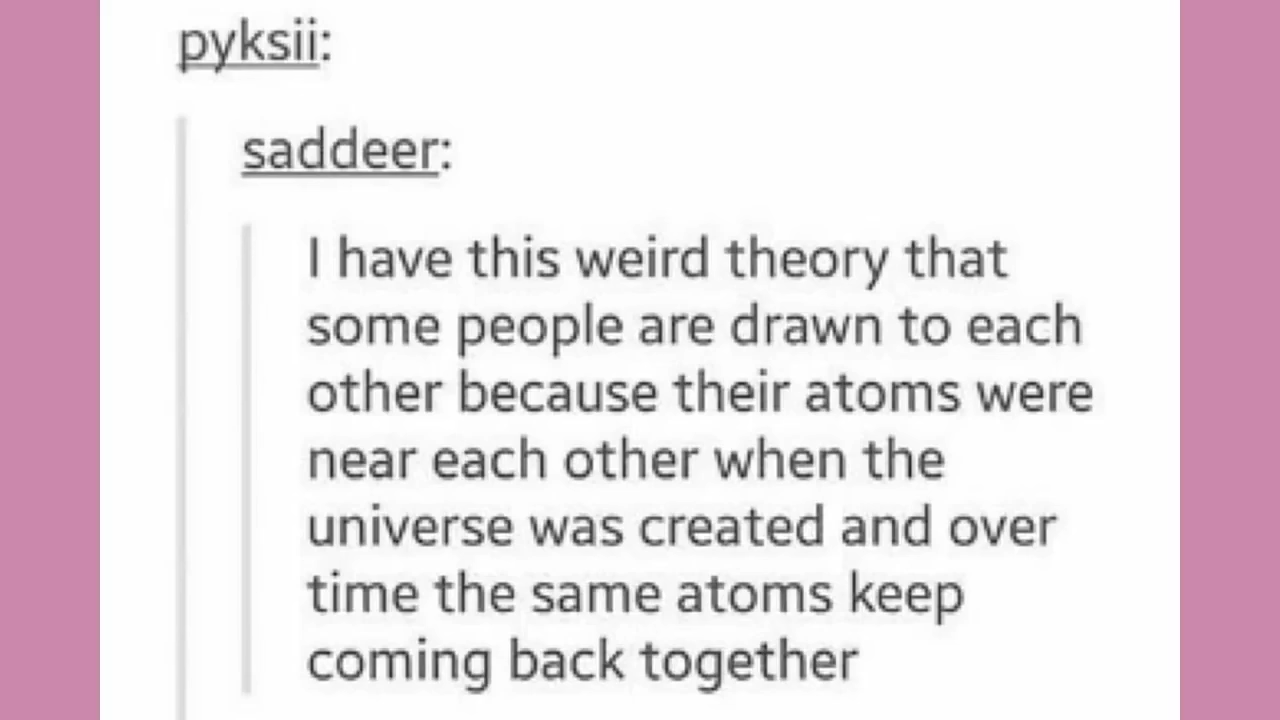 pyksii:
saddeer:
I have this weird theory that
some people are drawn to each
other because their atoms were
near each other when the
universe was created and over
time the same atoms keep
coming back together